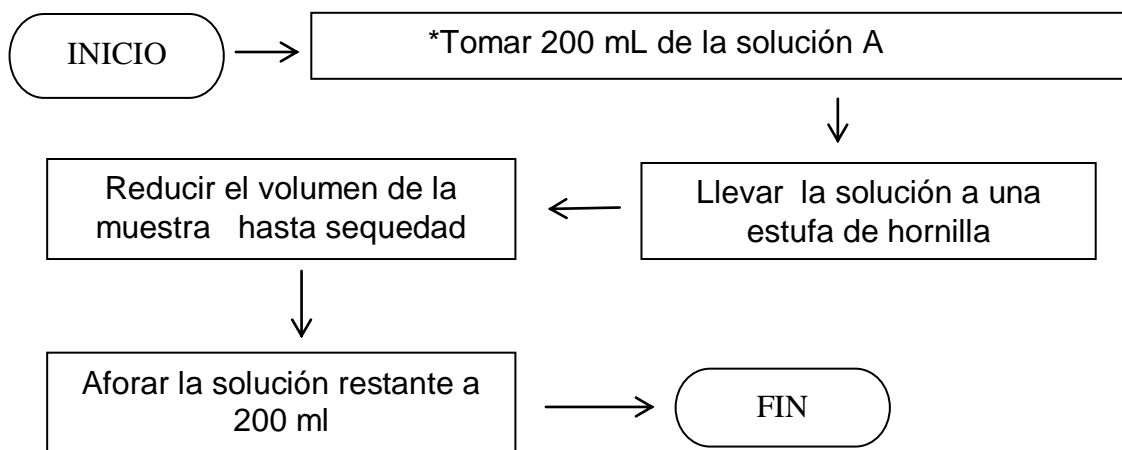 INICIO
*Tomar 200 mL de la solución A
Llevar la solución a una
estufa de hornilla
Reducir el volumen de la
muestra hasta sequedad
Aforar la solución restante a
200 ml
FIN